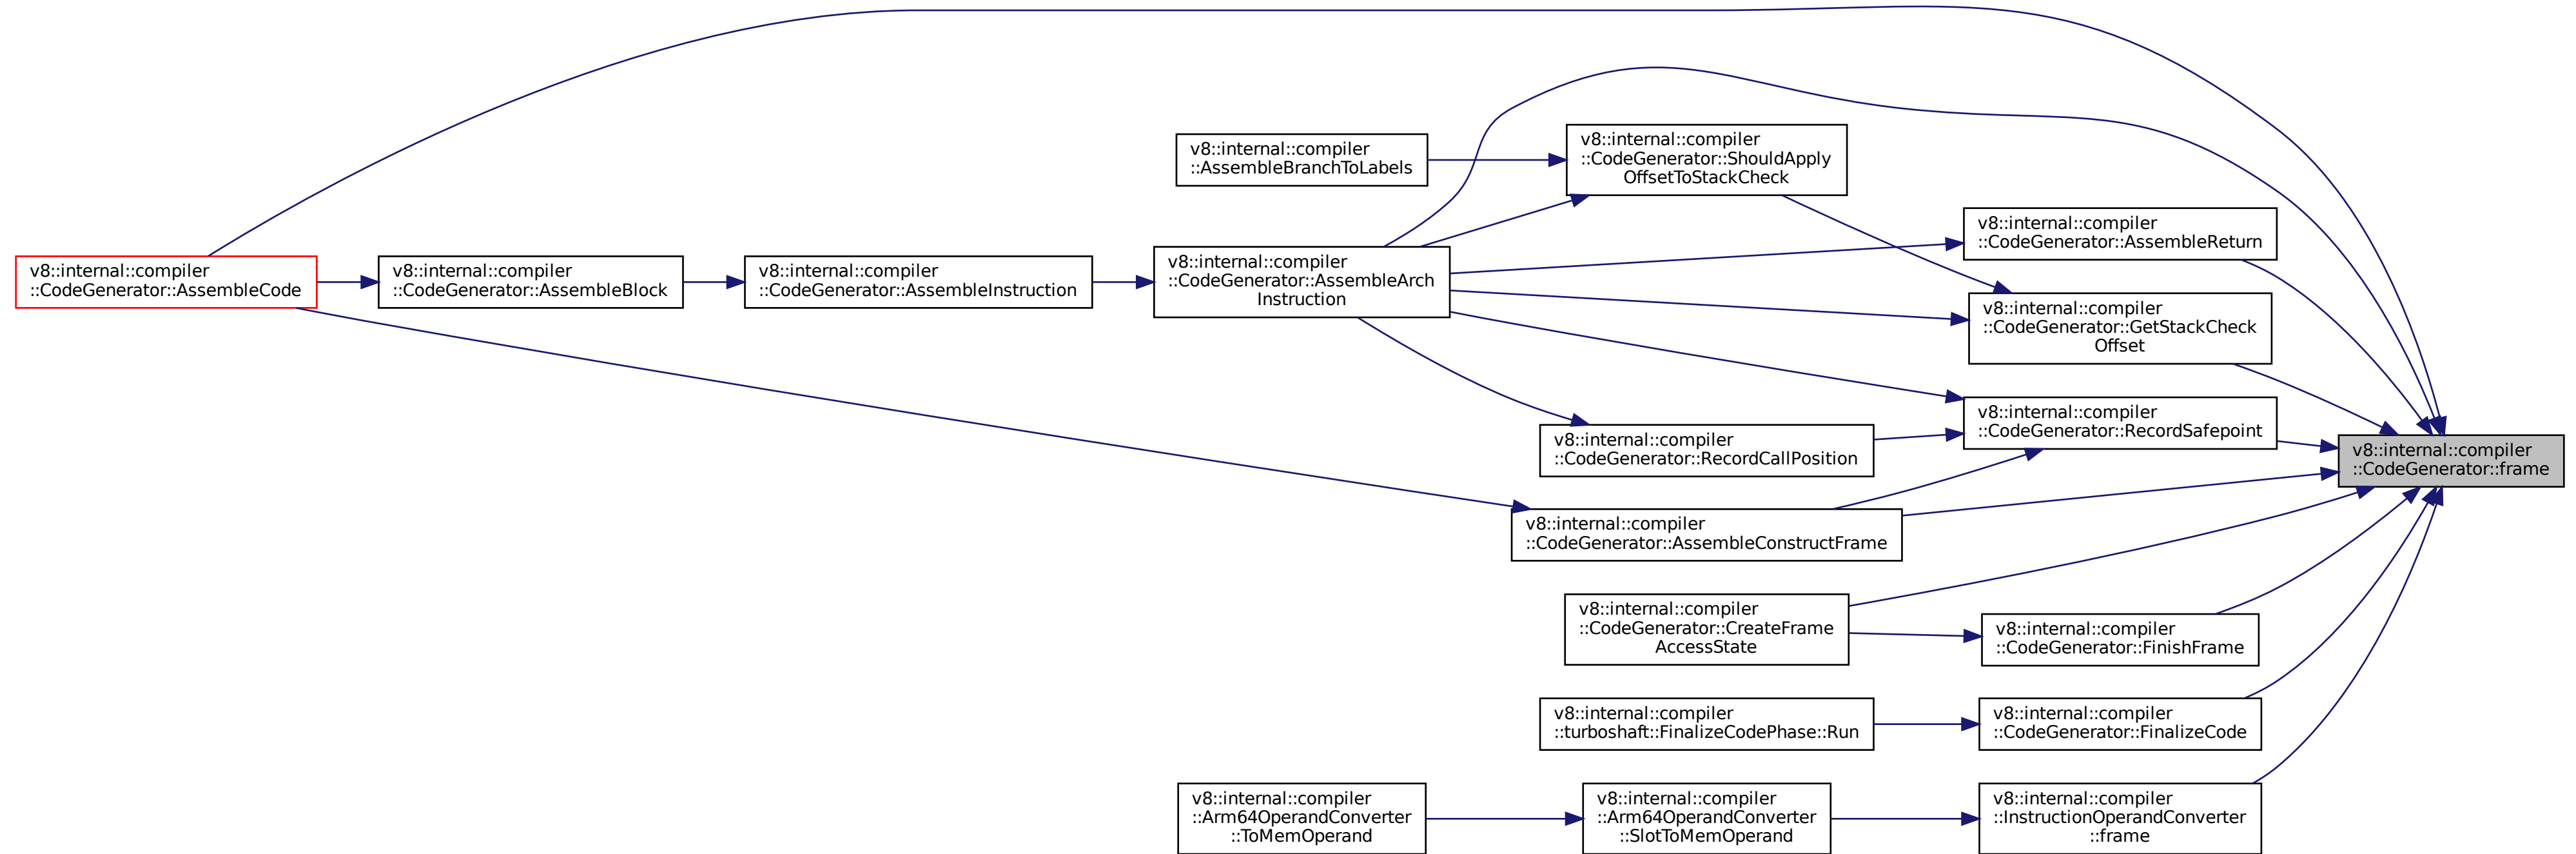 v8::internal::compiler
::AssembleBranchToLabels
v8::internal::compiler
::CodeGenerator::ShouldApply
OffsetToStackCheck
v8::internal::compiler
::CodeGenerator::AssembleReturn
v8::internal::compiler
::CodeGenerator::AssembleCode
v8::internal::compiler
::CodeGenerator::AssembleBlock
v8::internal::compiler
::CodeGenerator::AssembleInstruction
v8::internal::compiler
::CodeGenerator::AssembleArch
Instruction
v8::internal::compiler
::CodeGenerator::GetStackCheck
Offset
v8::internal::compiler
::CodeGenerator::RecordSafepoint
v8::internal::compiler
::CodeGenerator::RecordCallPosition
v8::internal::compiler
::CodeGenerator::frame
v8::internal::compiler
::CodeGenerator::AssembleConstructFrame
v8::internal::compiler
::CodeGenerator::CreateFrame
AccessState
v8::internal::compiler
::CodeGenerator::FinishFrame
v8::internal::compiler
::turboshaft::FinalizeCodePhase::Run
v8::internal::compiler
::CodeGenerator::FinalizeCode
v8::internal::compiler
::Arm64OperandConverter
::ToMemOperand
v8::internal::compiler
::Arm64OperandConverter
::SlotToMemOperand
v8::internal::compiler
::InstructionOperandConverter
::frame